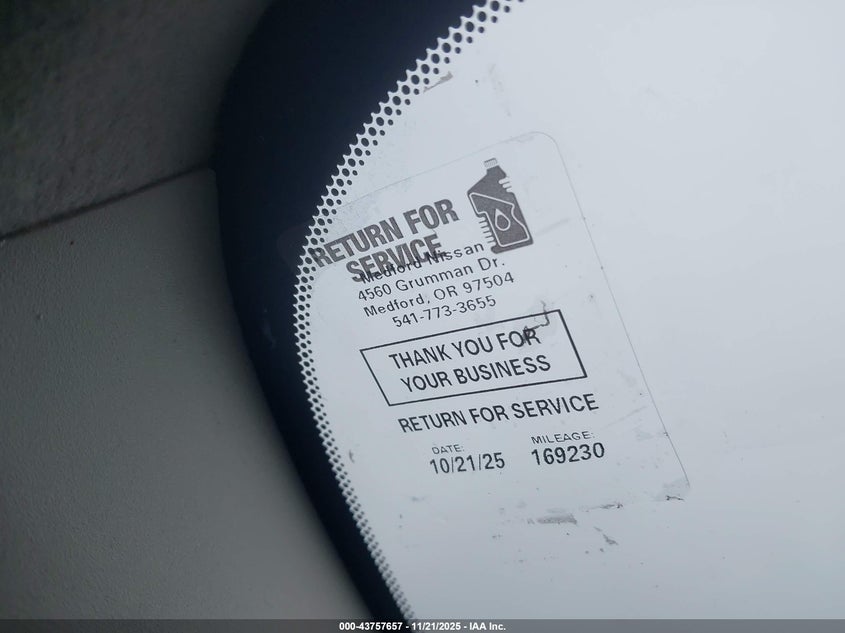 RETURN FOR
SERVICE
Medford Nissan
4560 Grumman Dr.
Medford, OR 97504
541-773-3655
THANK YOU FOR
YOUR BUSINESS
RETURN FOR SERVICE
DATE: MILEAGE:
10/21/25 169230
000-43757657 - 11/21/2025 - IAA Inc.